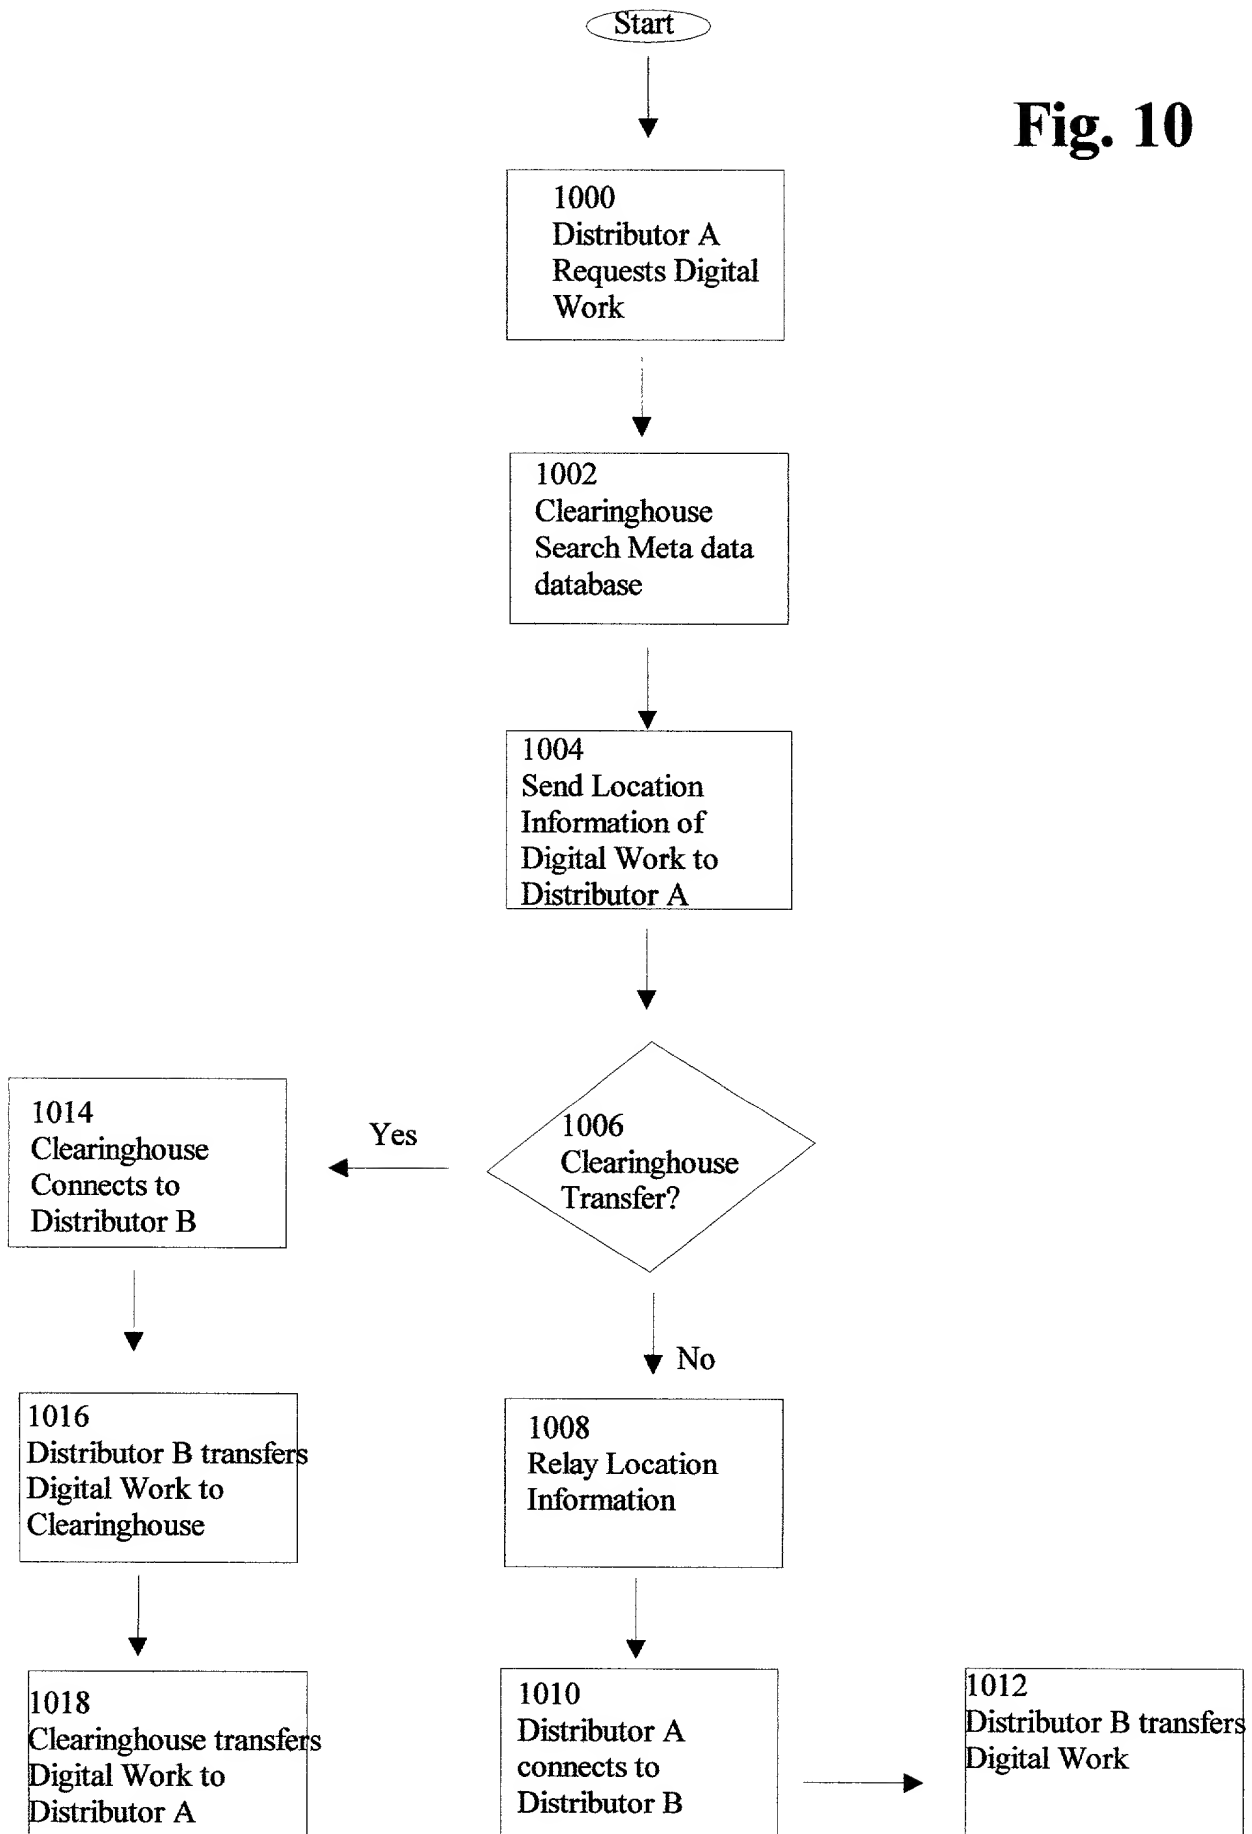 Start
Fig. 10
1000
Distributor A
Requests Digital
Work
1002
Clearinghouse
Search Meta data
database
1004
Send Location
Information of
Digital Work to
Distributor A
1006
Clearinghouse
Transfer?
Yes
1014
Clearinghouse
Connects to
Distributor B
No
1016
Distributor B transfers
Digital Work to
Clearinghouse
1008
Relay Location
Information
1018
Clearinghouse transfers
Digital Work to
Distributor A
1010
Distributor A
connects to
Distributor B
1012
Distributor B transfers
Digital Work